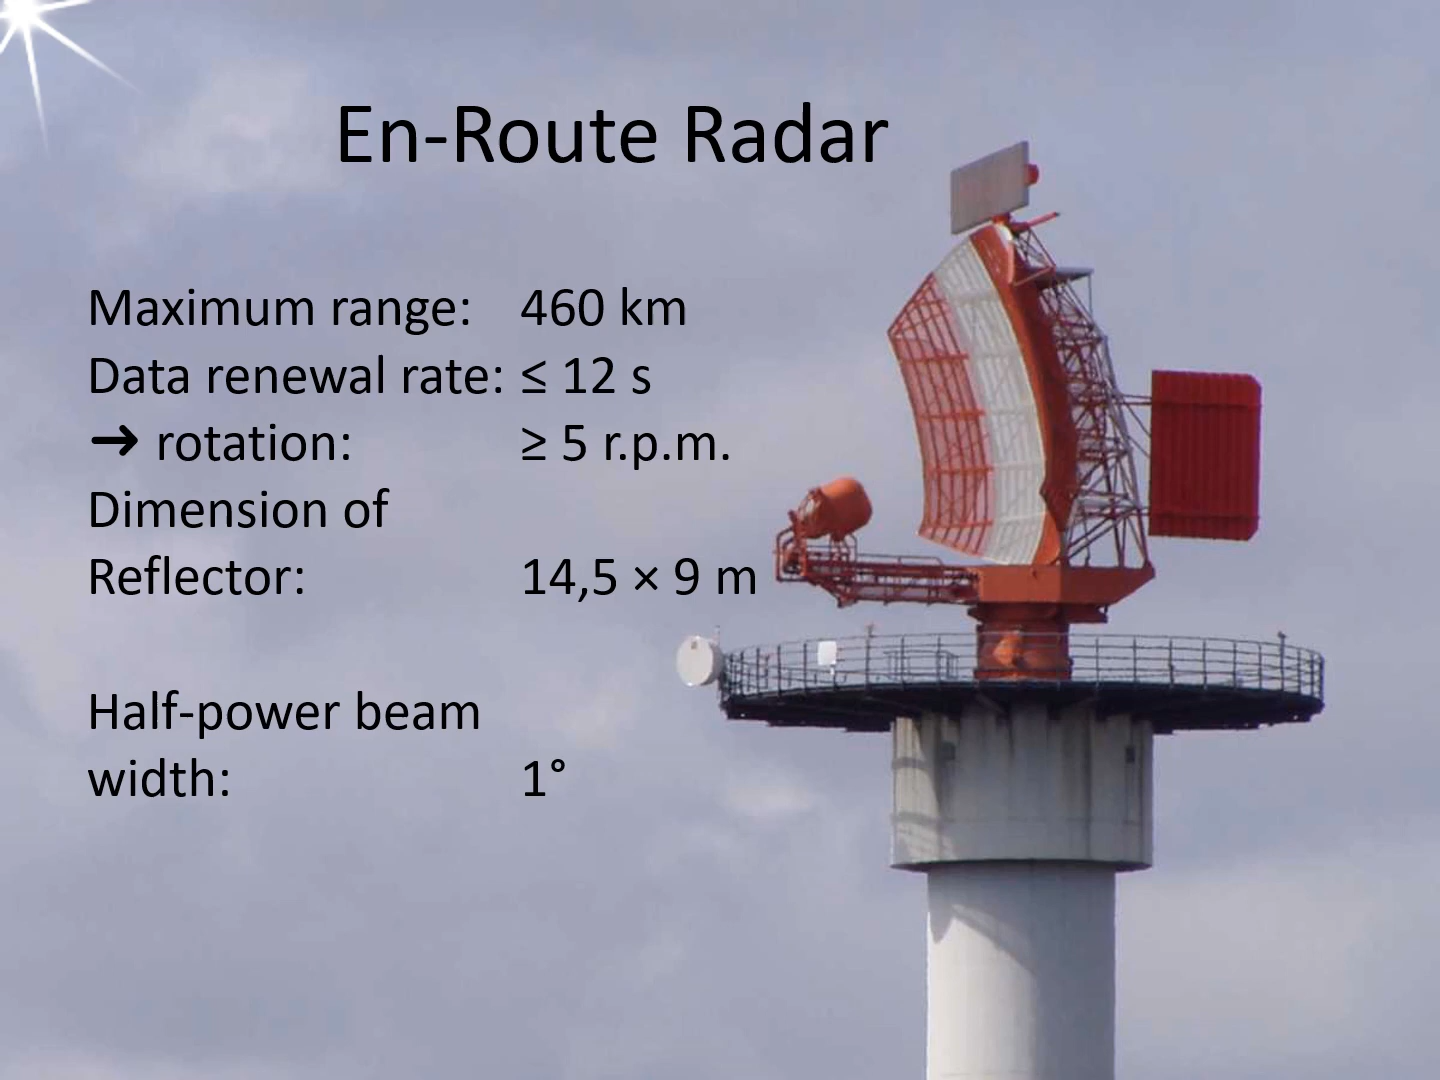 En-Route Radar
Maximum range: 460 km
Data renewal rate: ≤ 12 s
➔ rotation: ≥ 5 r.p.m.
Dimension of
Reflector: 14,5 × 9 m
Half-power beam
width: 1°